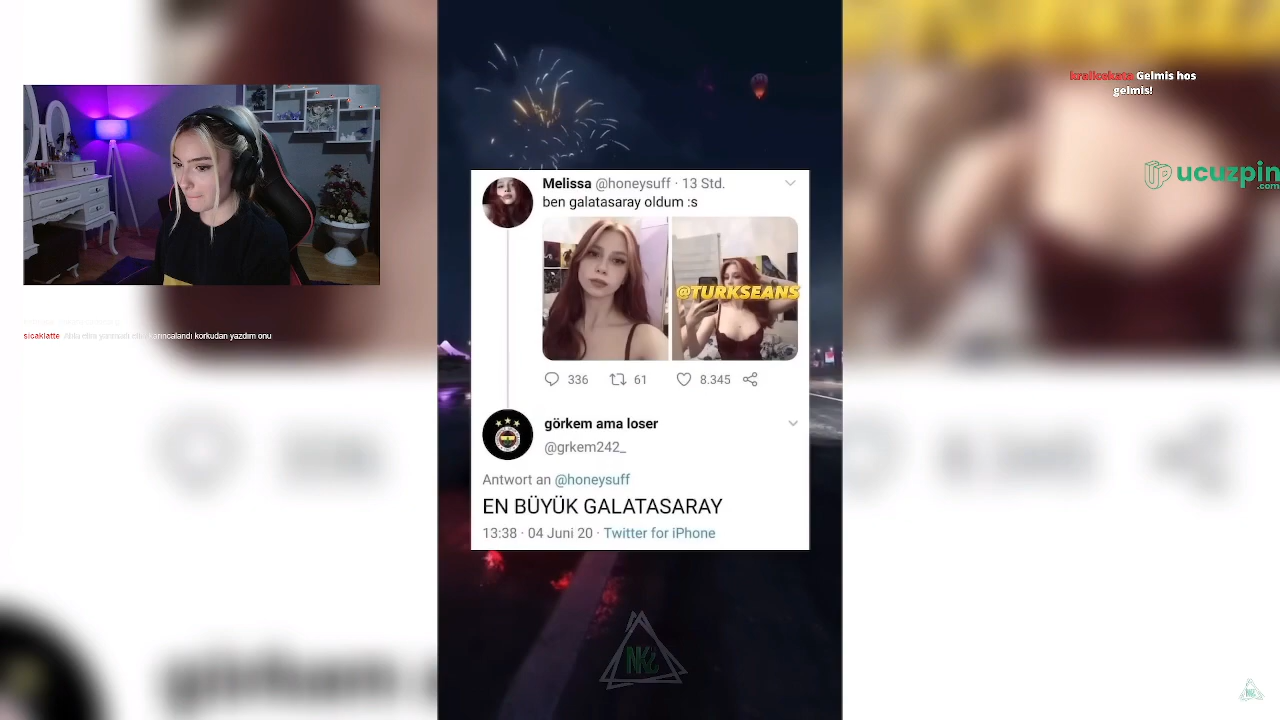 kralicekata Gelmis hos
gelmis!
ucuzpin
.com
Melissa @honeysuff · 13 Std.
ben galatasaray oldum :s
@TURKSEANS
336 61 8.345
görkem ama loser
@grkem242_
Antwort an @honeysuff
EN BÜYÜK GALATASARAY
13:38 · 04 Juni 20 · Twitter for iPhone
sicaklatte
karıncalandı korkudan yazdım onu